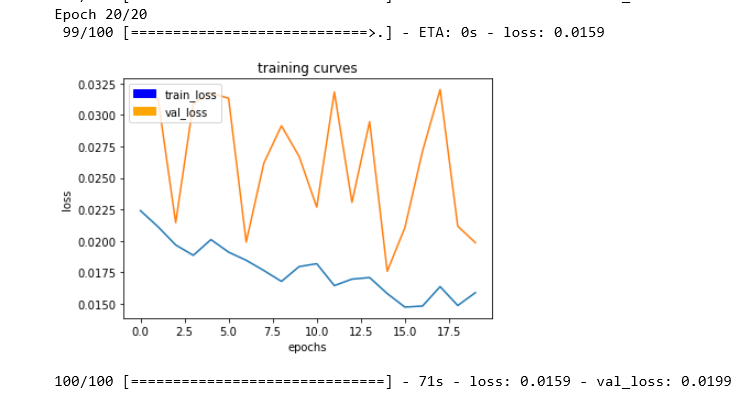 Epoch 20/20
99/100 [===========================>.] - ETA: 0s - loss: 0.0159
training curves
train_loss
val_loss
0.0325
0.0300
0.0275
0.0250
0.0225
0.0200
0.0175
0.0150
loss
0.0 2.5 5.0 7.5 10.0 12.5 15.0 17.5
epochs
100/100 [=============================] - 71s - loss: 0.0159 - val_loss: 0.0199